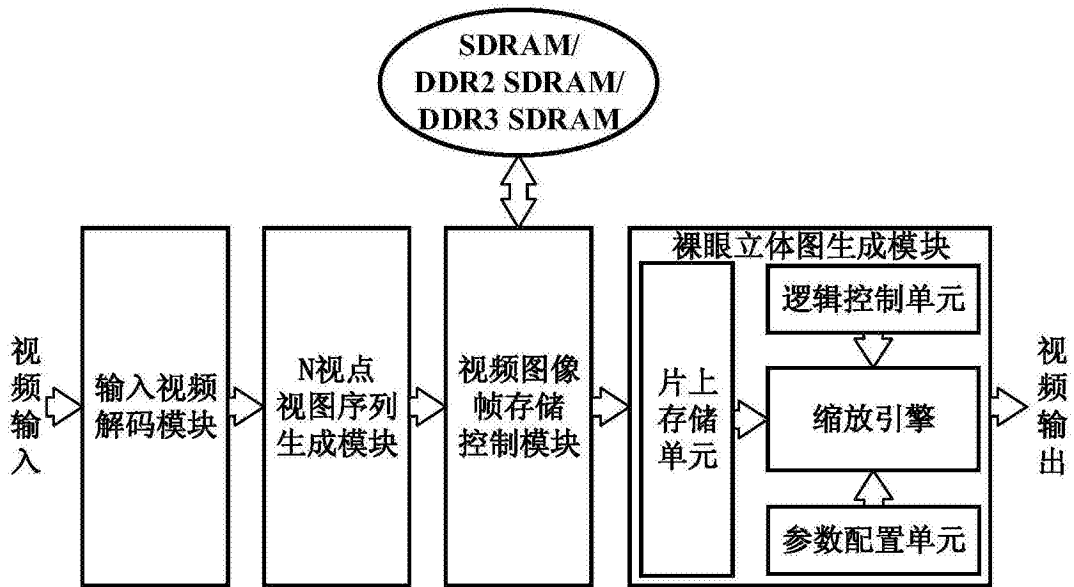 SDRAM/
DDR2 SDRAM/
DDR3 SDRAM
视频输入
输入视频
解码模块
N视点
视图序列
生成模块
视频图像
帧存储
控制模块
裸眼立体图生成模块
片上
存储
单元
逻辑控制单元
缩放引擎
参数配置单元
视频输出